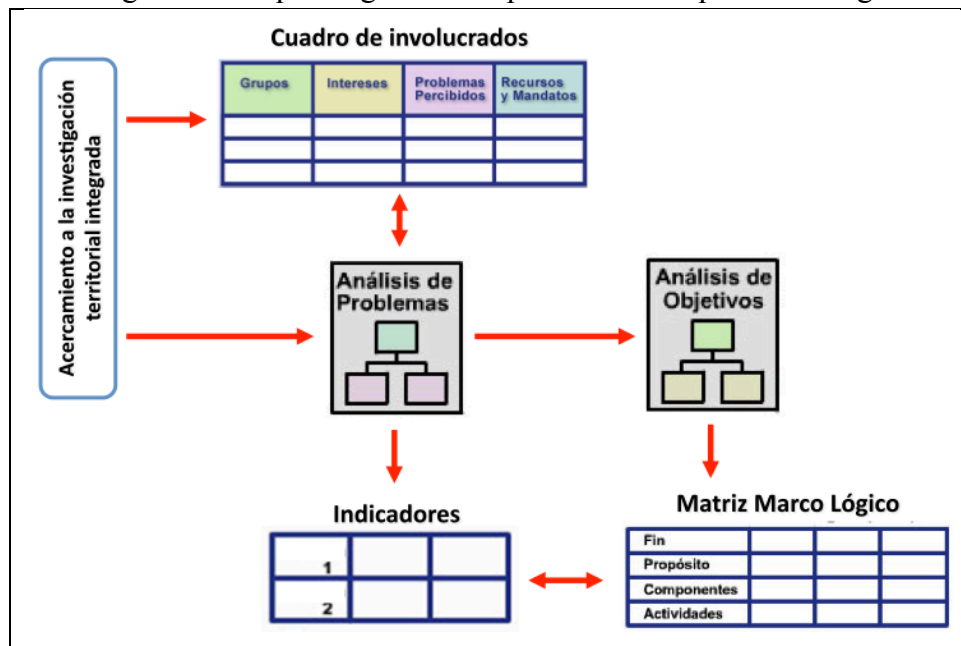 Cuadro de involucrados
Grupos
Intereses
Problemas
Percibidos
Recursos
y Mandatos
Acercamiento a la investigación
territorial integrada
Análisis de
Problemas
Análisis de
Objetivos
Indicadores
1
2
Matriz Marco Lógico
Fin
Propósito
Componentes
Actividades